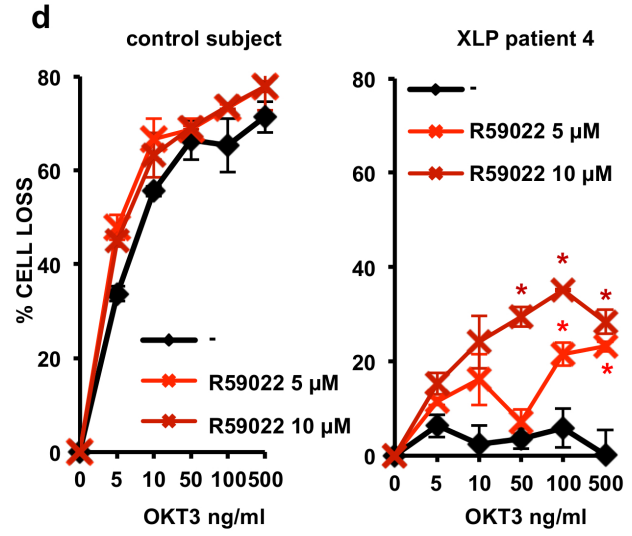 d
control subject
XLP patient 4
% CELL LOSS
80
60
40
20
0
-
R59022 5 µM
R59022 10 µM
0 5 10 50 100 500
OKT3 ng/ml
80
60
40
20
0
-
R59022 5 µM
R59022 10 µM
* * *
* *
0 5 10 50 100 500
OKT3 ng/ml